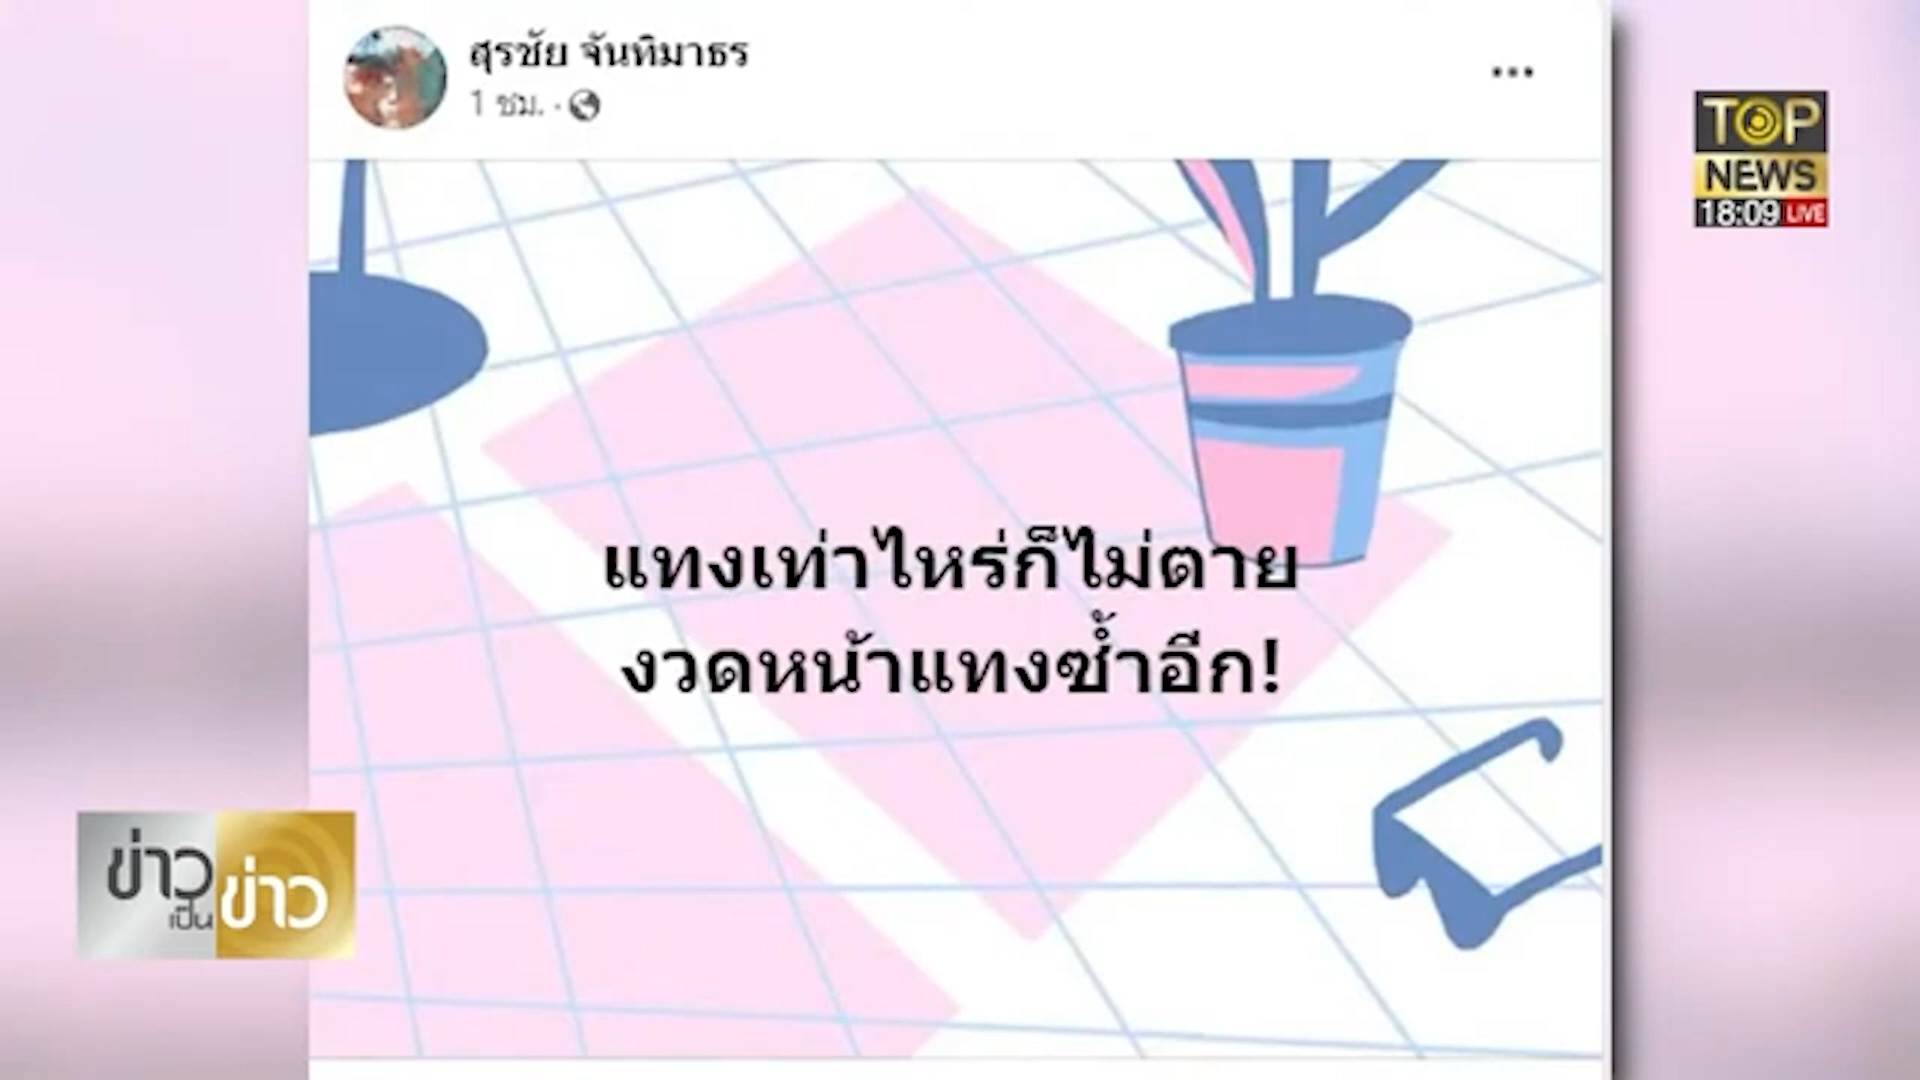 สุรชัย จันทิมาธร
1 ชม. ·
TOP
NEWS
18:09 LIVE
แทงเท่าไหร่ก็ไม่ตาย
งวดหน้าแทงซ้ำอีก!
ข่าว
เป็น
ข่าว